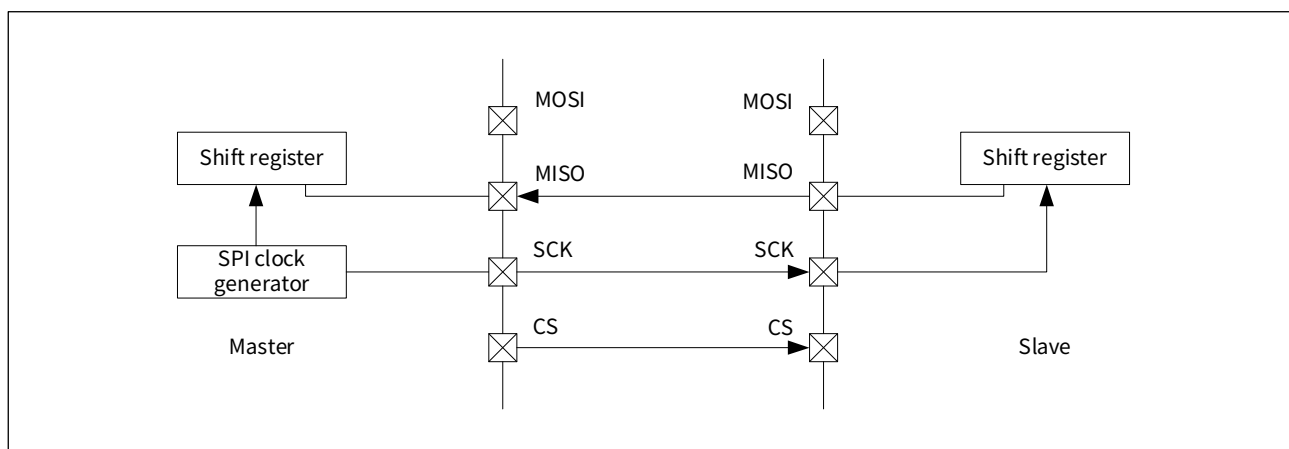 MOSI
MOSI
Shift register
MISO
MISO
Shift register
SPI clock
generator
SCK
SCK
Master
CS
CS
Slave